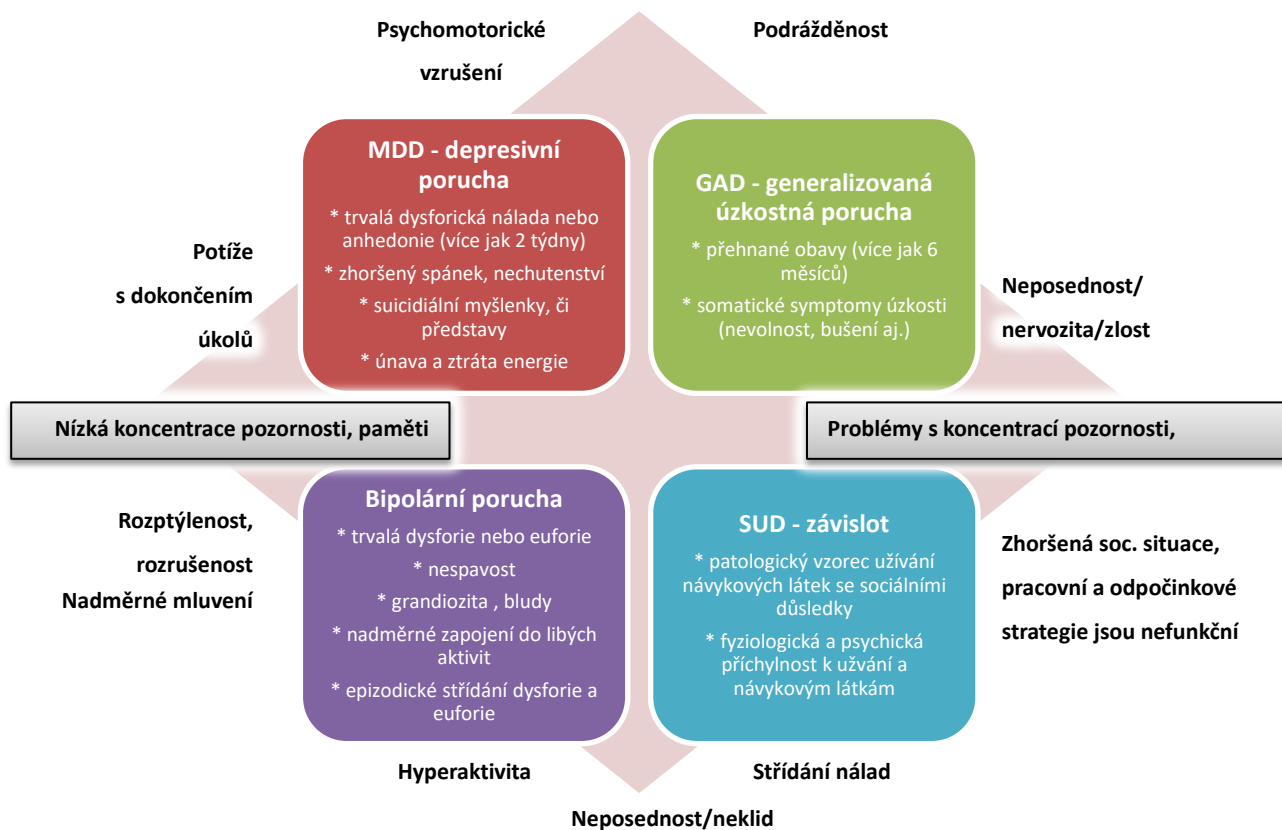 Psychomotorické
vzrušení
Podrážděnost
MDD - depresivní
porucha
* trvalá dysforická nálada nebo
anhedonie (více jak 2 týdny)
* zhoršený spánek, nechutenství
* suicidiální myšlenky, či
představy
* únava a ztráta energie
GAD - generalizovaná
úzkostná porucha
* přehnané obavy (více jak 6
měsíců)
* somatické symptomy úzkosti
(nevolnost, bušení aj.)
Potíže
s dokončením
úkolů
Neposednost/
nervozita/zlost
Nízká koncentrace pozornosti, paměti
Problémy s koncentrací pozornosti,
Rozptýlenost,
rozrušenost
Nadměrné mluvení
Bipolární porucha
* trvalá dysforie nebo euforie
* nespavost
* grandiozita , bludy
* nadměrné zapojení do libých
aktivit
* epizodické střídání dysforie a
euforie
SUD - závislot
* patologický vzorec užívání
návykových látek se sociálními
důsledky
* fyziologická a psychická
příchylnost k užvání a
návykovým látkám
Zhoršená soc. situace,
pracovní a odpočinkové
strategie jsou nefunkční
Hyperaktivita
Střídání nálad
Neposednost/neklid